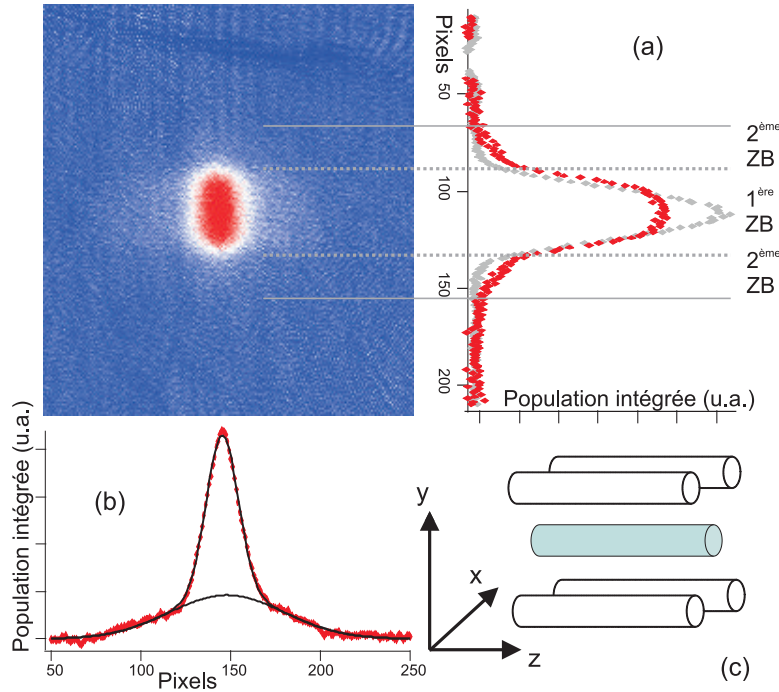 Pixels
(a)
50
100
150
200
2ème
ZB
1ère
ZB
2ème
ZB
Population intégrée (u.a.)
Population intégrée (u.a.)
(b)
50
100
150
200
250
Pixels
y
x
z
(c)